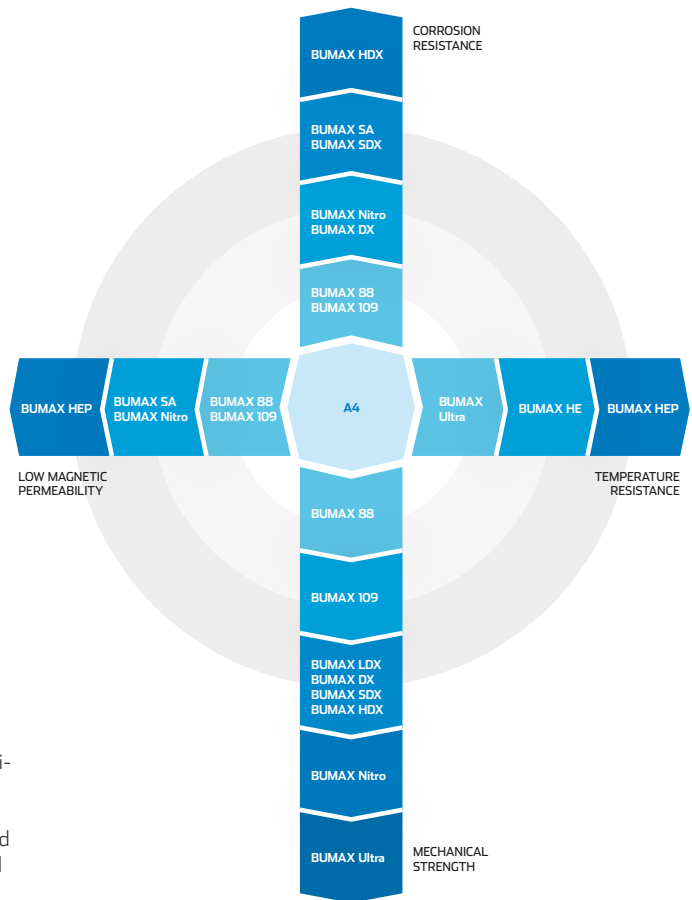 CORROSION
RESISTANCE
BUMAX HDX
BUMAX SA
BUMAX SDX
BUMAX Nitro
BUMAX DX
BUMAX 88
BUMAX 109
BUMAX HEP
BUMAX SA
BUMAX Nitro
BUMAX 88
BUMAX 109
A4
BUMAX
Ultra
BUMAX HE
BUMAX HEP
LOW MAGNETIC
PERMEABILITY
TEMPERATURE
RESISTANCE
BUMAX 88
BUMAX 109
BUMAX LDX
BUMAX DX
BUMAX SDX
BUMAX HDX
BUMAX Nitro
BUMAX Ultra
MECHANICAL
STRENGTH